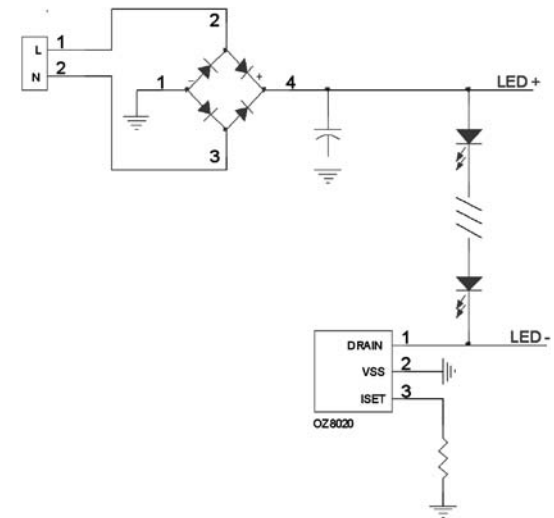 2
L 1
N 2
1
− +
4
LED +
3
DRAIN 1
LED -
VSS 2
ISET 3
OZ8020